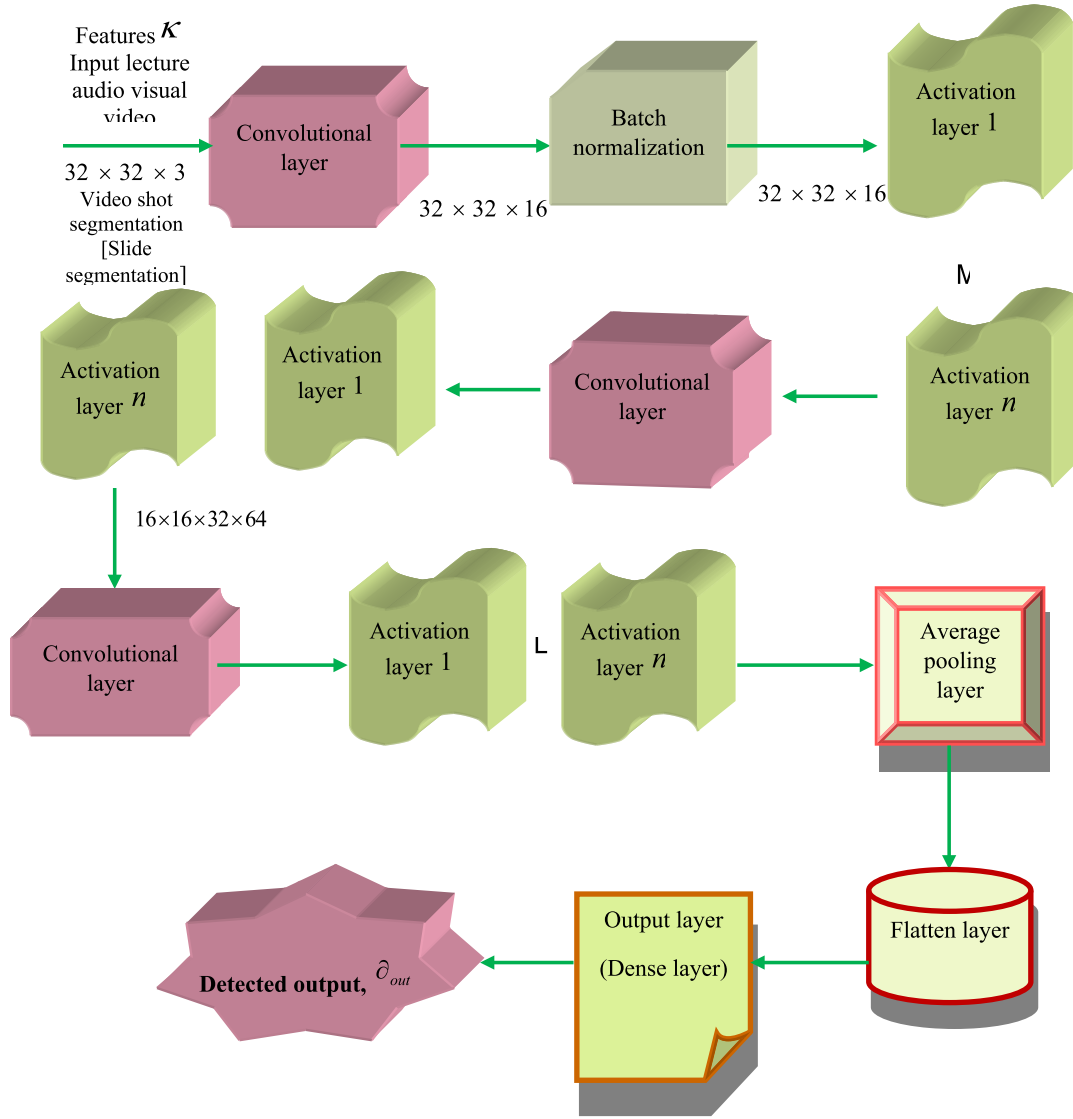 Features κ
Input lecture
audio visual
video
32 × 32 × 3
Video shot
segmentation
[Slide
segmentation]
Convolutional
layer
32 × 32 × 16
Batch
normalization
32 × 32 × 16
Activation
layer 1
M
Activation
layer n
Convolutional
layer
Activation
layer 1
Activation
layer n
16×16×32×64
Convolutional
layer
Activation
layer 1
L
Activation
layer n
Average
pooling
layer
Flatten layer
Output layer
(Dense layer)
Detected output, ∂out